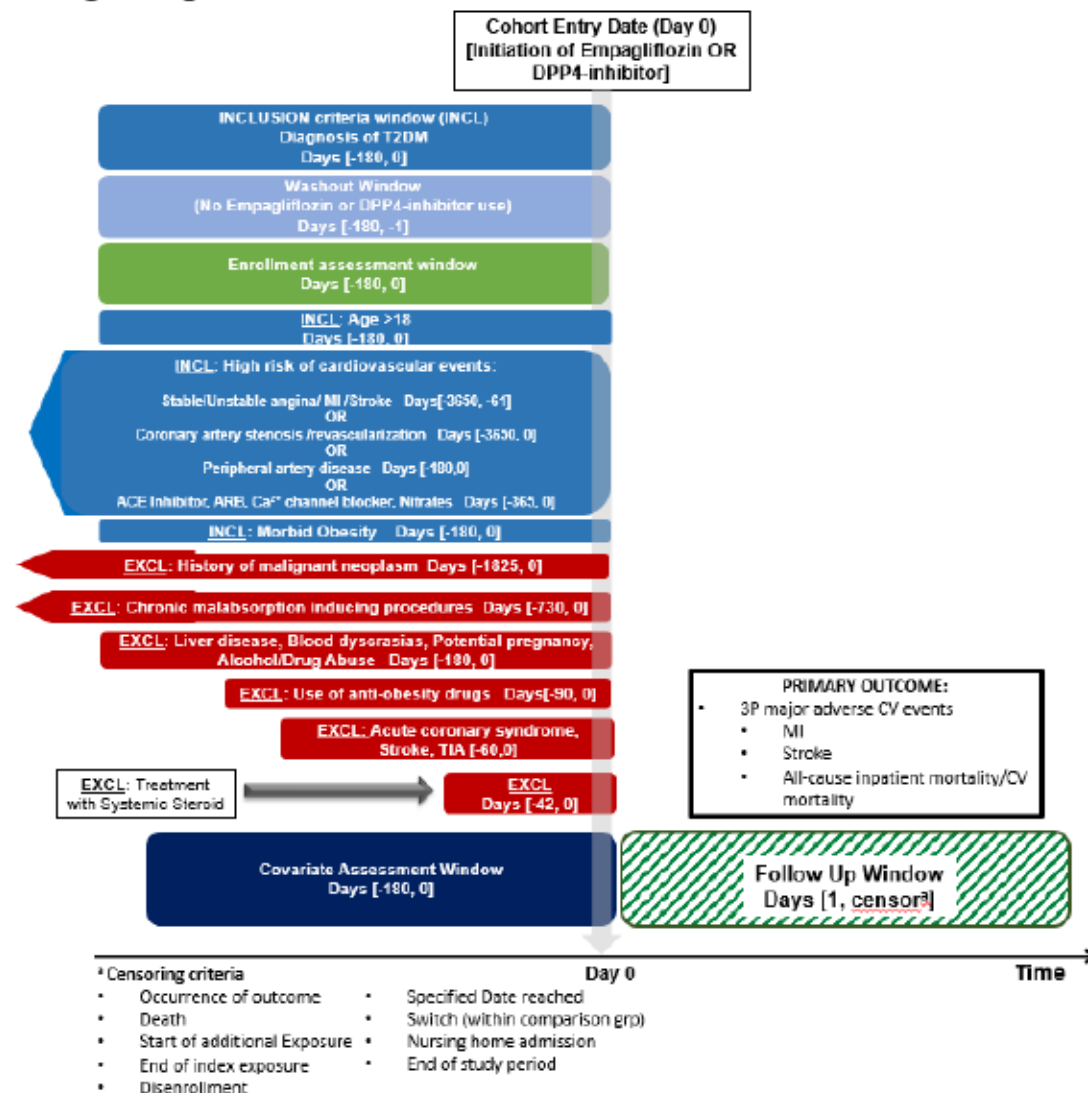 Cohort Entry Date (Day 0)
[Initiation of Empagliflozin OR
DPP4-inhibitor]
INCLUSION criteria window (INCL)
Diagnosis of T2DM
Days [-180, 0]
Washout Window
(No Empagliflozin or DPP4-inhibitor use)
Days [-180, -1]
Enrollment assessment window
Days [-180, 0]
INCL: Age >18
Days [-180, 0]
INCL: High risk of cardiovascular events:
Stable/Unstable angina/ MI /Stroke Days[-3650, -61]
OR
Coronary artery stenosis /revascularization Days [-3650, 0]
OR
Peripheral artery disease Days [-180,0]
OR
ACE Inhibitor, ARB, Ca²⁺ channel blocker, Nitrates Days [-365, 0]
INCL: Morbid Obesity Days [-180, 0]
EXCL: History of malignant neoplasm Days [-1825, 0]
EXCL: Chronic malabsorption inducing procedures Days [-730, 0]
EXCL: Liver disease, Blood dyscrasias, Potential pregnancy,
Alcohol/Drug Abuse Days [-180, 0]
EXCL: Use of anti-obesity drugs Days[-90, 0]
EXCL: Acute coronary syndrome,
Stroke, TIA [-60,0]
EXCL: Treatment
with Systemic Steroid
EXCL
Days [-42, 0]
PRIMARY OUTCOME:
• 3P major adverse CV events
• MI
• Stroke
• All-cause inpatient mortality/CV
mortality
Covariate Assessment Window
Days [-180, 0]
Follow Up Window
Days [1, censorᵃ]
Day 0
Time
ᵃ Censoring criteria
• Occurrence of outcome
• Death
• Start of additional Exposure
• End of index exposure
• Disenrollment
• Specified Date reached
• Switch (within comparison grp)
• Nursing home admission
• End of study period